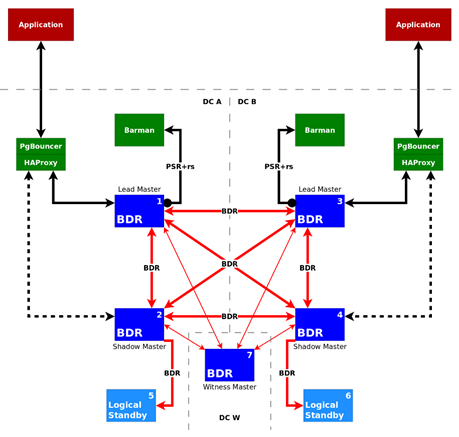 Application
Application
DC A
DC B
Barman
Barman
PgBouncer
HAProxy
PgBouncer
HAProxy
PSR+rs
PSR+rs
Lead Master
Lead Master
1
BDR
BDR
3
BDR
BDR
BDR
BDR
2
BDR
BDR
4
BDR
Shadow Master
Shadow Master
7
BDR
Witness Master
BDR
BDR
5
Logical
Standby
6
Logical
Standby
DC W